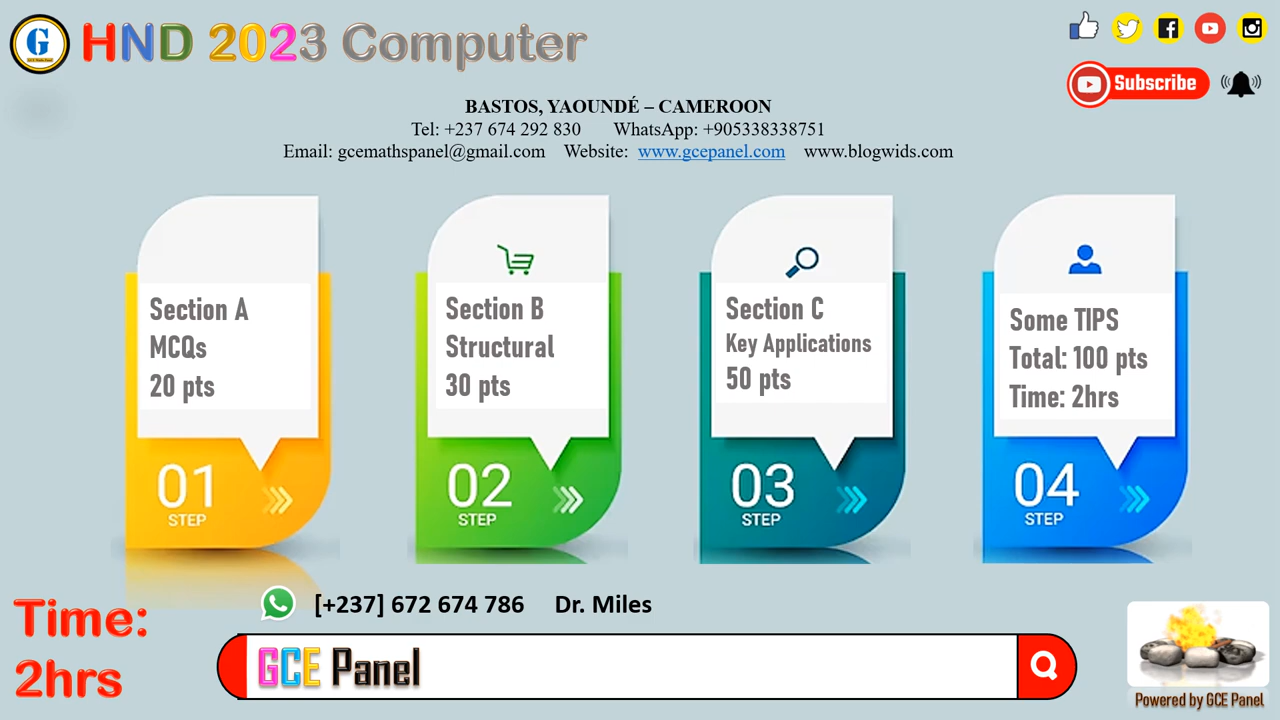 G
HND 2023 Computer
Subscribe
BASTOS, YAOUNDÉ – CAMEROON
Tel: +237 674 292 830 WhatsApp: +905338338751
Email: gcemathspanel@gmail.com Website: www.gcepanel.com www.blogwids.com
Section A
MCQs
20 pts
01
STEP
Section B
Structural
30 pts
02
STEP
Section C
Key Applications
50 pts
03
STEP
Some TIPS
Total: 100 pts
Time: 2hrs
04
STEP
Time:
2hrs
[+237] 672 674 786 Dr. Miles
GCE Panel
Powered by GCE Panel